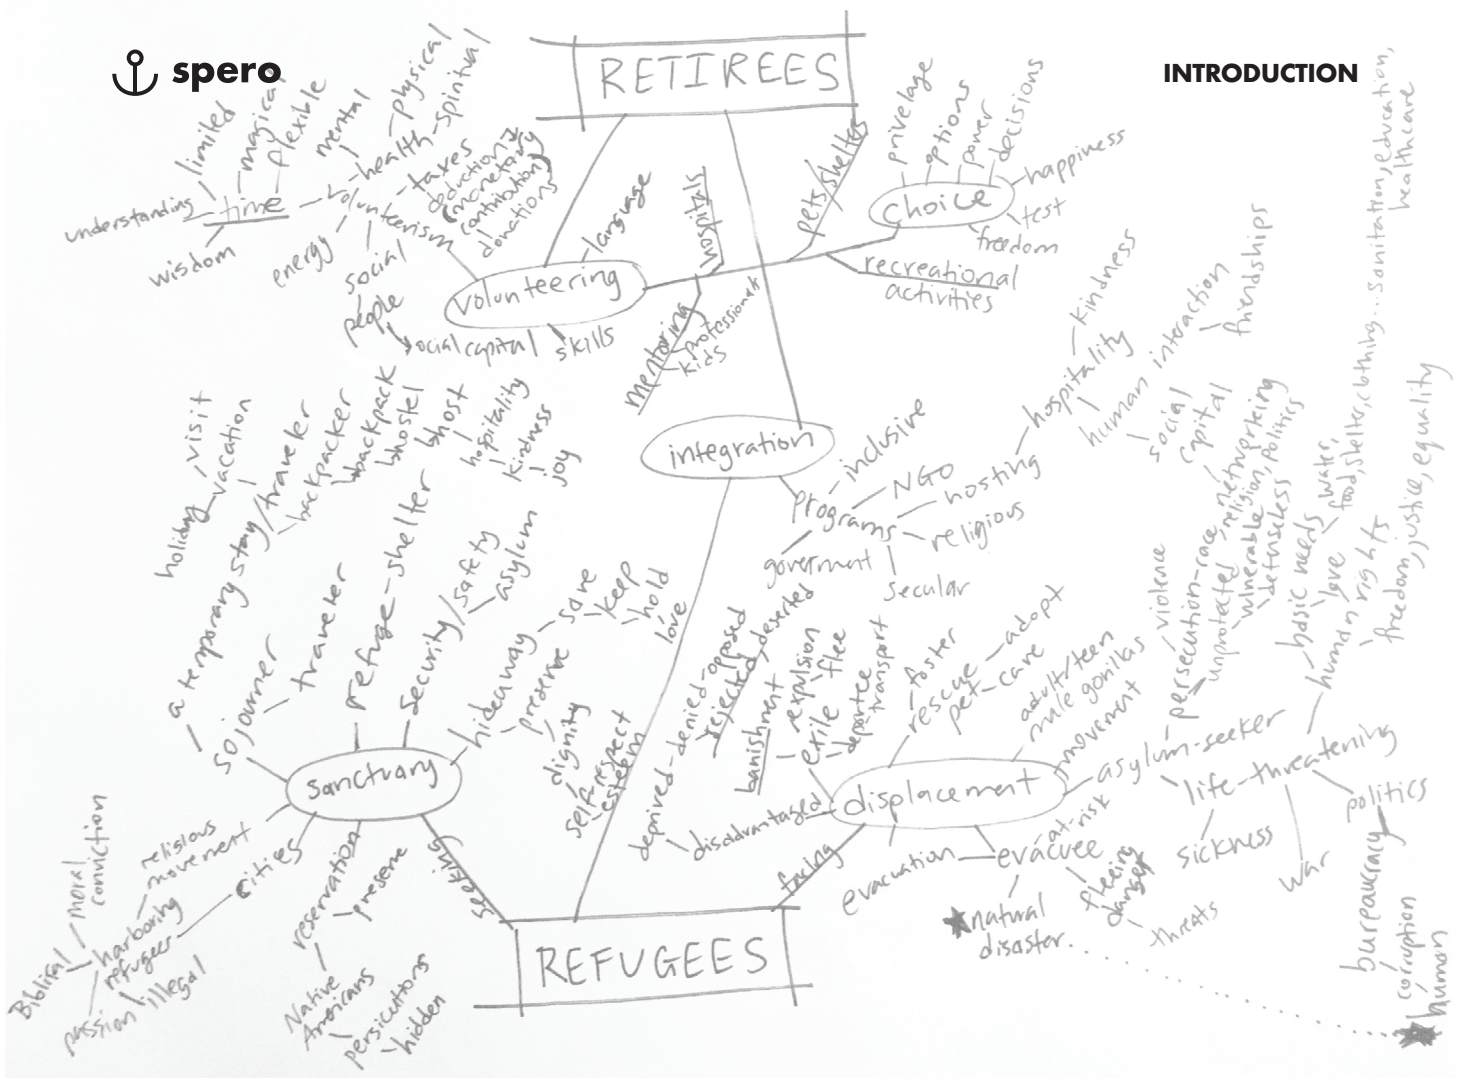 spero
INTRODUCTION
RETIREES
volunteering
volunteerism
time
limited
magical
flexible
understanding
wisdom
mental
health-spiritual
physical
taxes
deductions
(monetary
contribution)
donations
energy
social
people
social capital
skills
language
hospitals
mentoring
professionals
kids
pets/shelter
recreational
activities
choice
privelage
options
power
decisions
happiness
test
freedom
integration
programs
inclusive
NGO
hosting
religious
secular
goverment
hospitality
kindness
human interaction
friendships
social
capital
networking
sanctuary
sojourner
a temporary stay/traveler
holiday
visit
vacation
backpacker
backpack
hostel
host
hospitality
kindness
joy
traveler
refuge-shelter
security/safety
asylum
hideaway
save
keep
hold
love
preserve
dignity
self-respect
esteem
religious
movement
cities
harboring
refugees
moral
conviction
Biblical
passion
illegal
reservation
preserve
Native
Americans
persicuttions
hidden
seeking
REFUGEES
facing
displacement
disadvantaged
deprived-denied-opposed
rejected, deserted
banishment
expulsion
exile
flee
deportee
transport
rescue
foster
adopt
pet-care
adult/teen
male gorillas
movement
asylum-seeker
persecution-race, religion, politics
violence
unprotected
vulnerable
defenseless
life-threatening
sickness
war
politics
bureaucracy
corruption
human
human rights
freedom, justice, equality
basic needs
love
water,
food, shelter, clothing... sanitation, education,
healthcare
evacuation
evacuee
at-risk
fleeing
danger
threats
natural
disaster